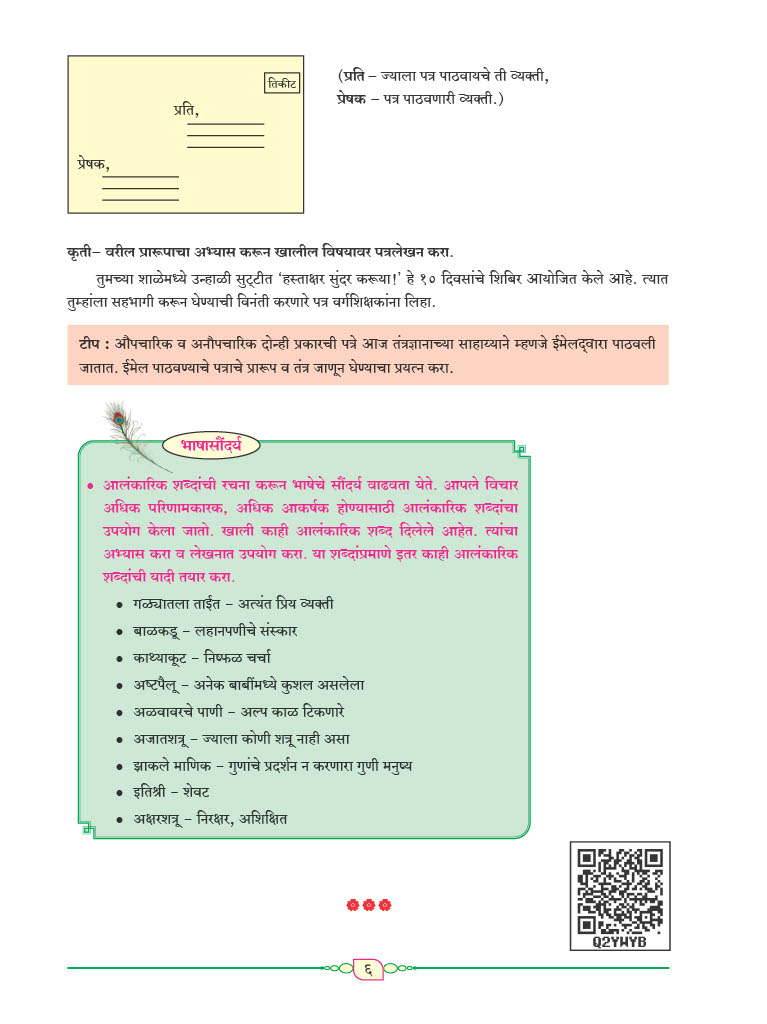 तिकीट
प्रति,
प्रेषक,
(प्रति – ज्याला पत्र पाठवायचे ती व्यक्ती,
प्रेषक – पत्र पाठवणारी व्यक्ती.)
कृती– वरील प्रारूपाचा अभ्यास करून खालील विषयावर पत्रलेखन करा.
तुमच्या शाळेमध्ये उन्हाळी सुट्टीत ‘हस्ताक्षर सुंदर करूया!’ हे १० दिवसांचे शिबिर आयोजित केले आहे. त्यात
तुम्हांला सहभागी करून घेण्याची विनंती करणारे पत्र वर्गशिक्षकांना लिहा.
टीप : औपचारिक व अनौपचारिक दोन्ही प्रकारची पत्रे आज तंत्रज्ञानाच्या साहाय्याने म्हणजे ईमेलद्वारा पाठवली
जातात. ईमेल पाठवण्याचे पत्राचे प्रारूप व तंत्र जाणून घेण्याचा प्रयत्न करा.
भाषासौंदर्य
• आलंकारिक शब्दांची रचना करून भाषेचे सौंदर्य वाढवता येते. आपले विचार
अधिक परिणामकारक, अधिक आकर्षक होण्यासाठी आलंकारिक शब्दांचा
उपयोग केला जातो. खाली काही आलंकारिक शब्द दिलेले आहेत. त्यांचा
अभ्यास करा व लेखनात उपयोग करा. या शब्दांप्रमाणे इतर काही आलंकारिक
शब्दांची यादी तयार करा.
• गळ्यातला ताईत – अत्यंत प्रिय व्यक्ती
• बाळकडू – लहानपणीचे संस्कार
• काथ्याकूट – निष्फळ चर्चा
• अष्टपैलू – अनेक बाबींमध्ये कुशल असलेला
• अळवावरचे पाणी – अल्प काळ टिकणारे
• अजातशत्रू – ज्याला कोणी शत्रू नाही असा
• झाकले माणिक – गुणांचे प्रदर्शन न करणारा गुणी मनुष्य
• इतिश्री – शेवट
• अक्षरशत्रू – निरक्षर, अशिक्षित
Q2YWYB
६